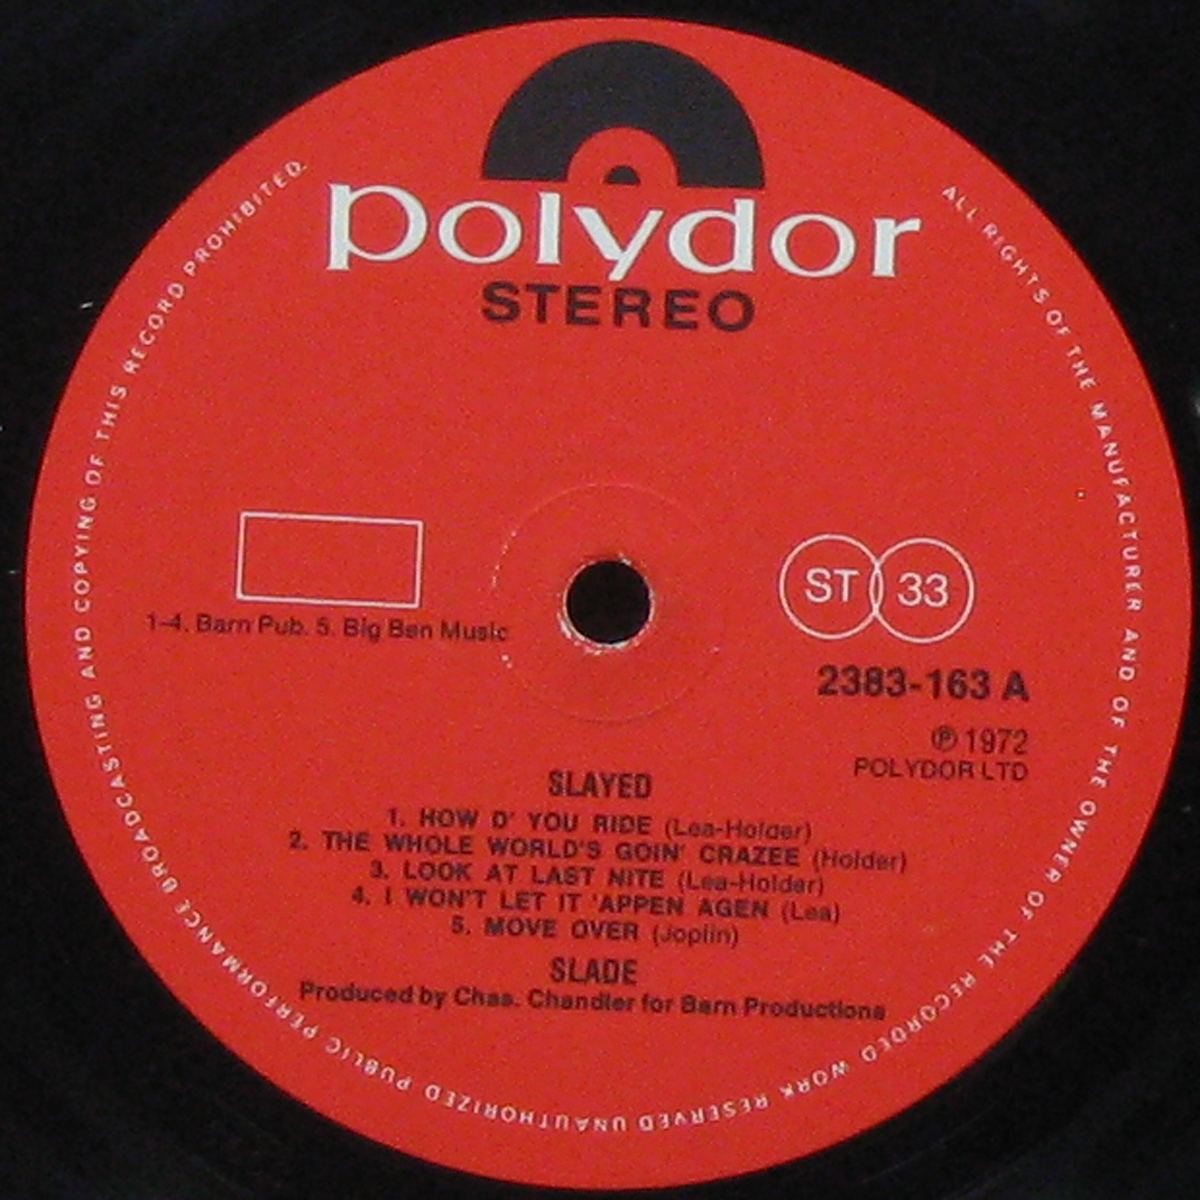 polydor
STEREO
ST 33
1-4. Barn Pub. 5. Big Ben Music
2383-163 A
℗ 1972
POLYDOR LTD
SLAYED
1. HOW D' YOU RIDE (Lea-Holder)
2. THE WHOLE WORLD'S GOIN' CRAZEE (Holder)
3. LOOK AT LAST NITE (Lea-Holder)
4. I WON'T LET IT 'APPEN AGEN (Lea)
5. MOVE OVER (Joplin)
SLADE
Produced by Chas. Chandler for Barn Productions
ALL RIGHTS OF THE MANUFACTURER AND OF THE OWNER OF THE RECORDED WORK RESERVED UNAUTHORIZED PUBLIC PERFORMANCE BROADCASTING AND COPYING OF THIS RECORD PROHIBITED.